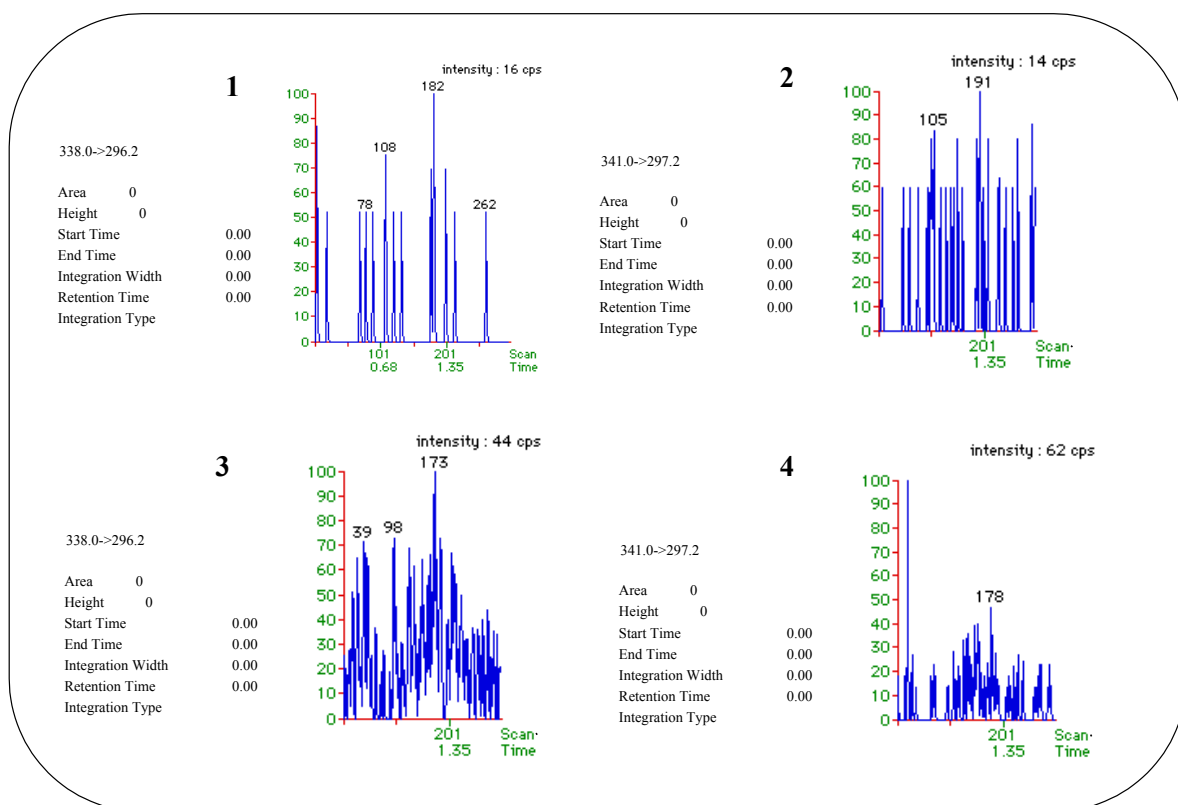 1
intensity : 16 cps
338.0->296.2
Area 0
Height 0
Start Time 0.00
End Time 0.00
Integration Width 0.00
Retention Time 0.00
Integration Type
182
108
78
262
100
90
80
70
60
50
40
30
20
10
0
101 201 Scan
0.68 1.35 Time
2
intensity : 14 cps
341.0->297.2
Area 0
Height 0
Start Time 0.00
End Time 0.00
Integration Width 0.00
Retention Time 0.00
Integration Type
191
105
100
90
80
70
60
50
40
30
20
10
0
201 Scan·
1.35 Time
3
intensity : 44 cps
338.0->296.2
Area 0
Height 0
Start Time 0.00
End Time 0.00
Integration Width 0.00
Retention Time 0.00
Integration Type
173
39 98
100
90
80
70
60
50
40
30
20
10
0
201 Scan·
1.35 Time
4
intensity : 62 cps
341.0->297.2
Area 0
Height 0
Start Time 0.00
End Time 0.00
Integration Width 0.00
Retention Time 0.00
Integration Type
178
100
90
80
70
60
50
40
30
20
10
0
201 Scan·
1.35 Time